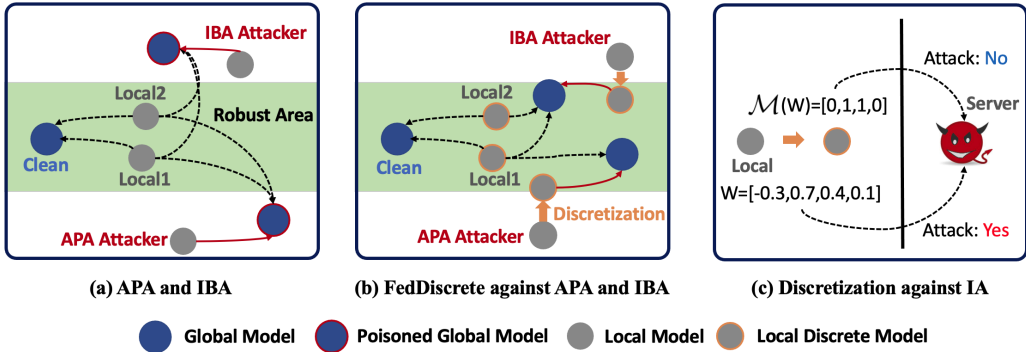 IBA Attacker
Local2
Robust Area
Clean
Local1
APA Attacker
(a) APA and IBA
IBA Attacker
Local2
Clean
Local1
Discretization
APA Attacker
(b) FedDiscrete against APA and IBA
Attack: No
ℳ(W)=[0,1,1,0]
Server
Local
W=[-0.3,0.7,0.4,0.1]
Attack: Yes
(c) Discretization against IA
Global Model
Poisoned Global Model
Local Model
Local Discrete Model